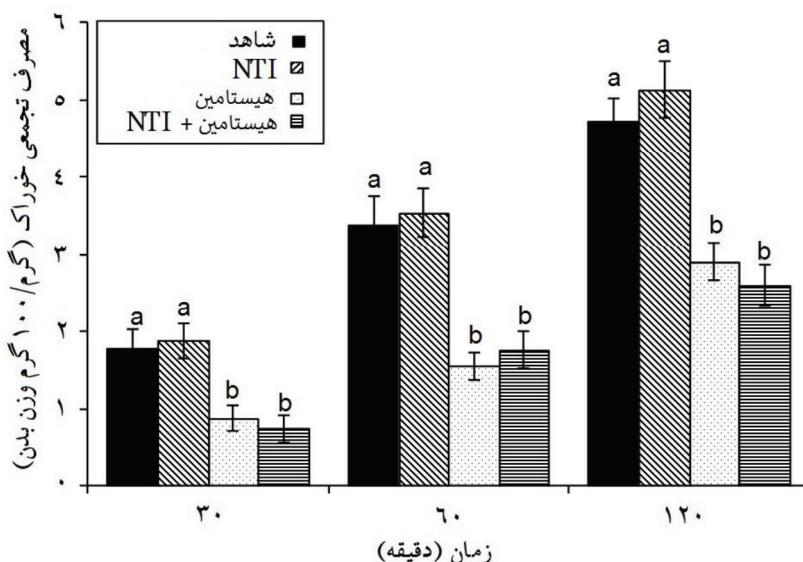 مصرف تجمعی خوراک (گرم/۱۰۰ گرم وزن بدن)
۶
۵
۴
۳
۲
۱
۰
شاهد
NTI
هیستامین
هیستامین + NTI
a
a
b
b
a
a
b
b
a
a
b
b
۳۰
۶۰
۱۲۰
زمان (دقیقه)